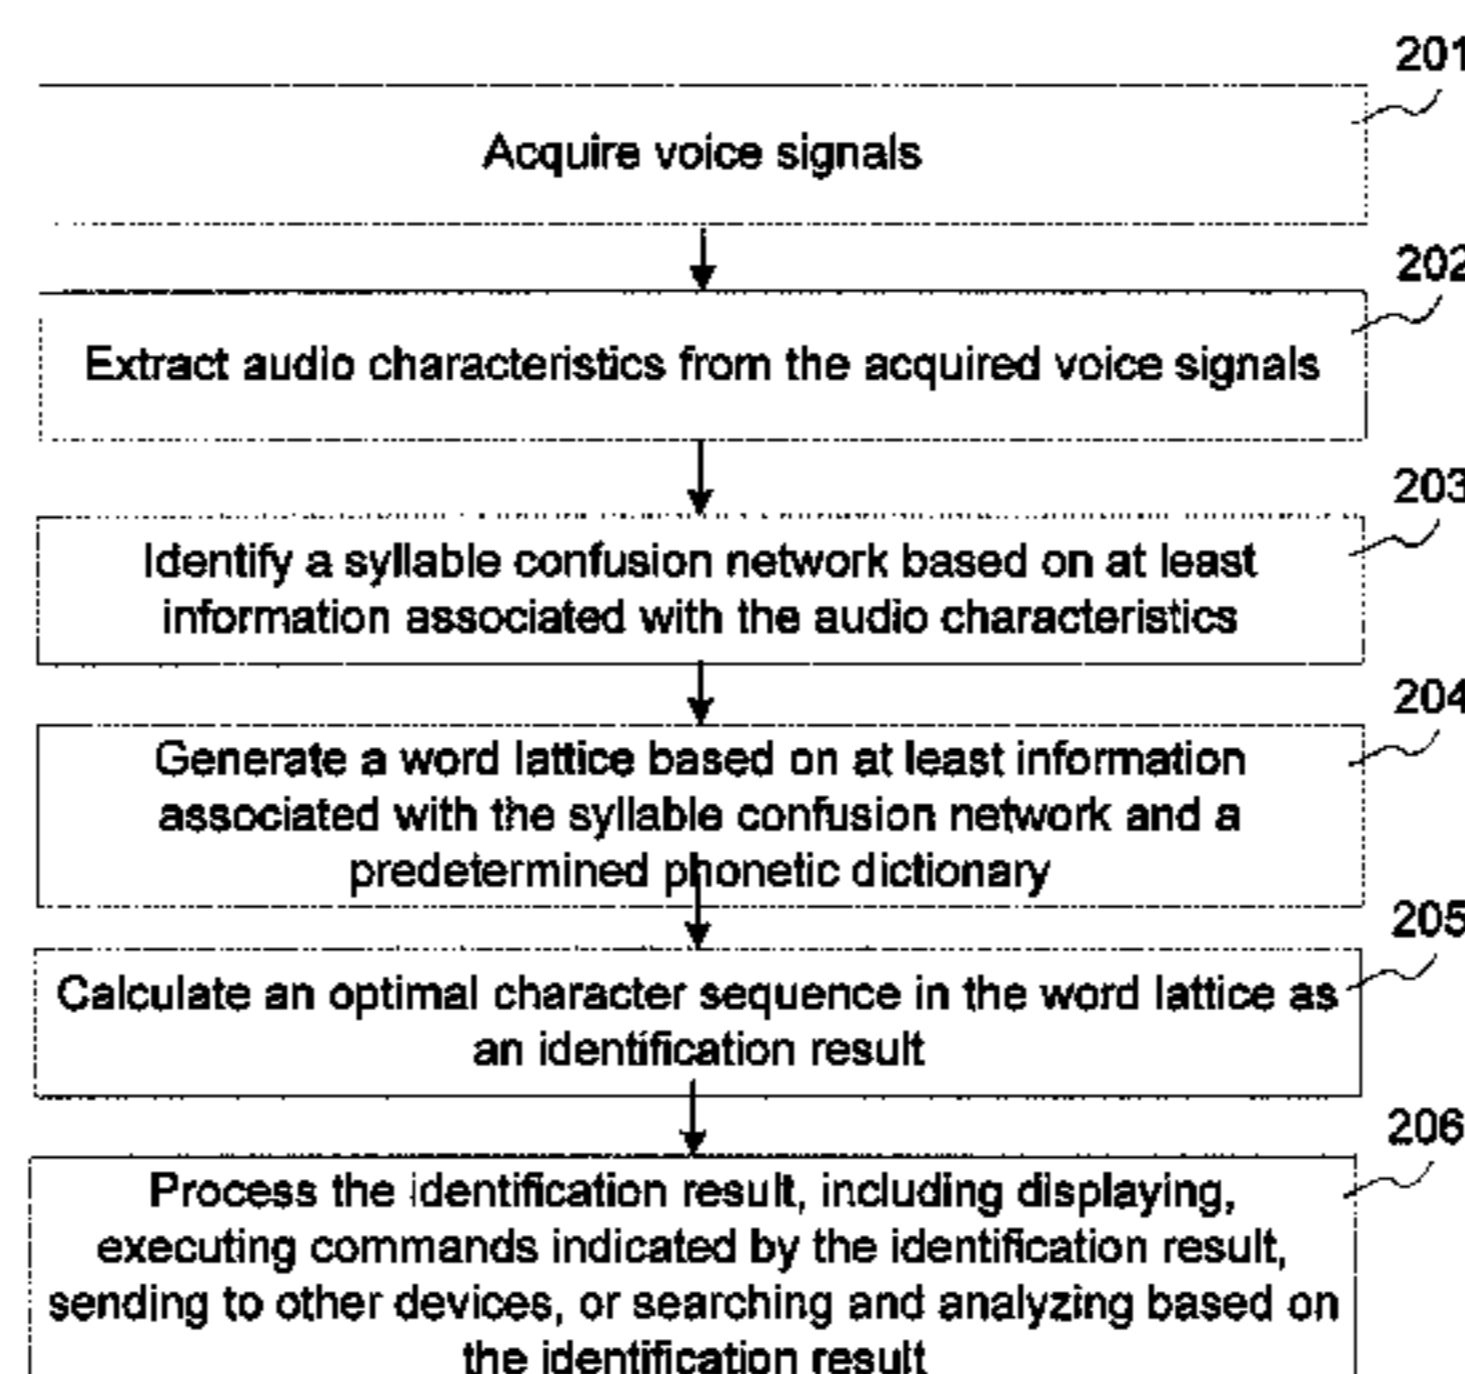 201
Acquire voice signals
202
Extract audio characteristics from the acquired voice signals
203
Identify a syllable confusion network based on at least
information associated with the audio characteristics
204
Generate a word lattice based on at least information
associated with the syllable confusion network and a
predetermined phonetic dictionary
205
Calculate an optimal character sequence in the word lattice as
an identification result
206
Process the identification result, including displaying,
executing commands indicated by the identification result,
sending to other devices, or searching and analyzing based on
the identification result